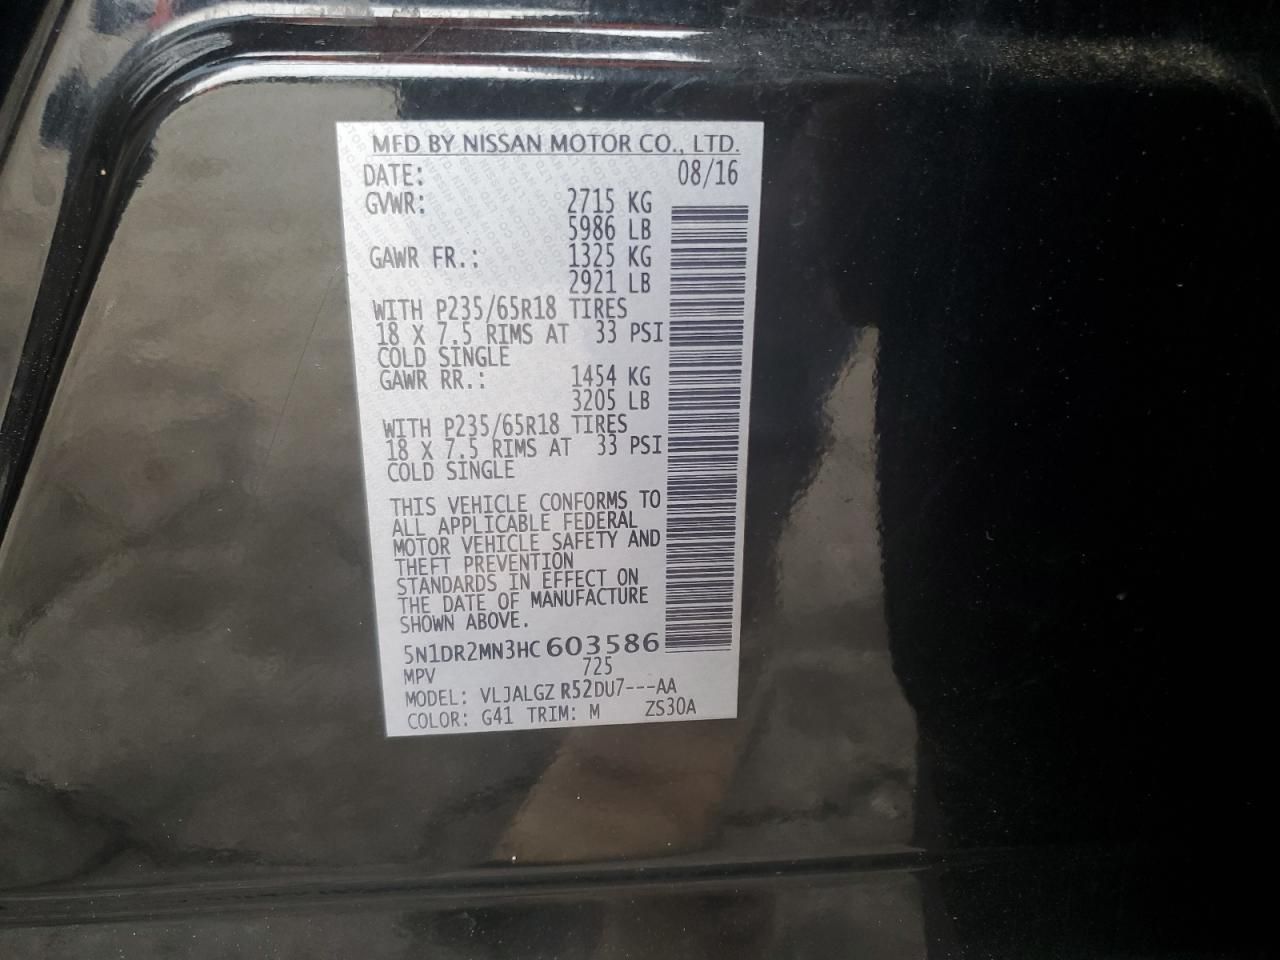 MFD BY NISSAN MOTOR CO., LTD.
DATE: 08/16
GVWR: 2715 KG
5986 LB
GAWR FR.: 1325 KG
2921 LB
WITH P235/65R18 TIRES
18 X 7.5 RIMS AT 33 PSI
COLD SINGLE
GAWR RR.: 1454 KG
3205 LB
WITH P235/65R18 TIRES
18 X 7.5 RIMS AT 33 PSI
COLD SINGLE
THIS VEHICLE CONFORMS TO
ALL APPLICABLE FEDERAL
MOTOR VEHICLE SAFETY AND
THEFT PREVENTION
STANDARDS IN EFFECT ON
THE DATE OF MANUFACTURE
SHOWN ABOVE.
5N1DR2MN3HC 603586
MPV 725
MODEL: VLJALGZ R52DU7---AA
COLOR: G41 TRIM: M ZS30A